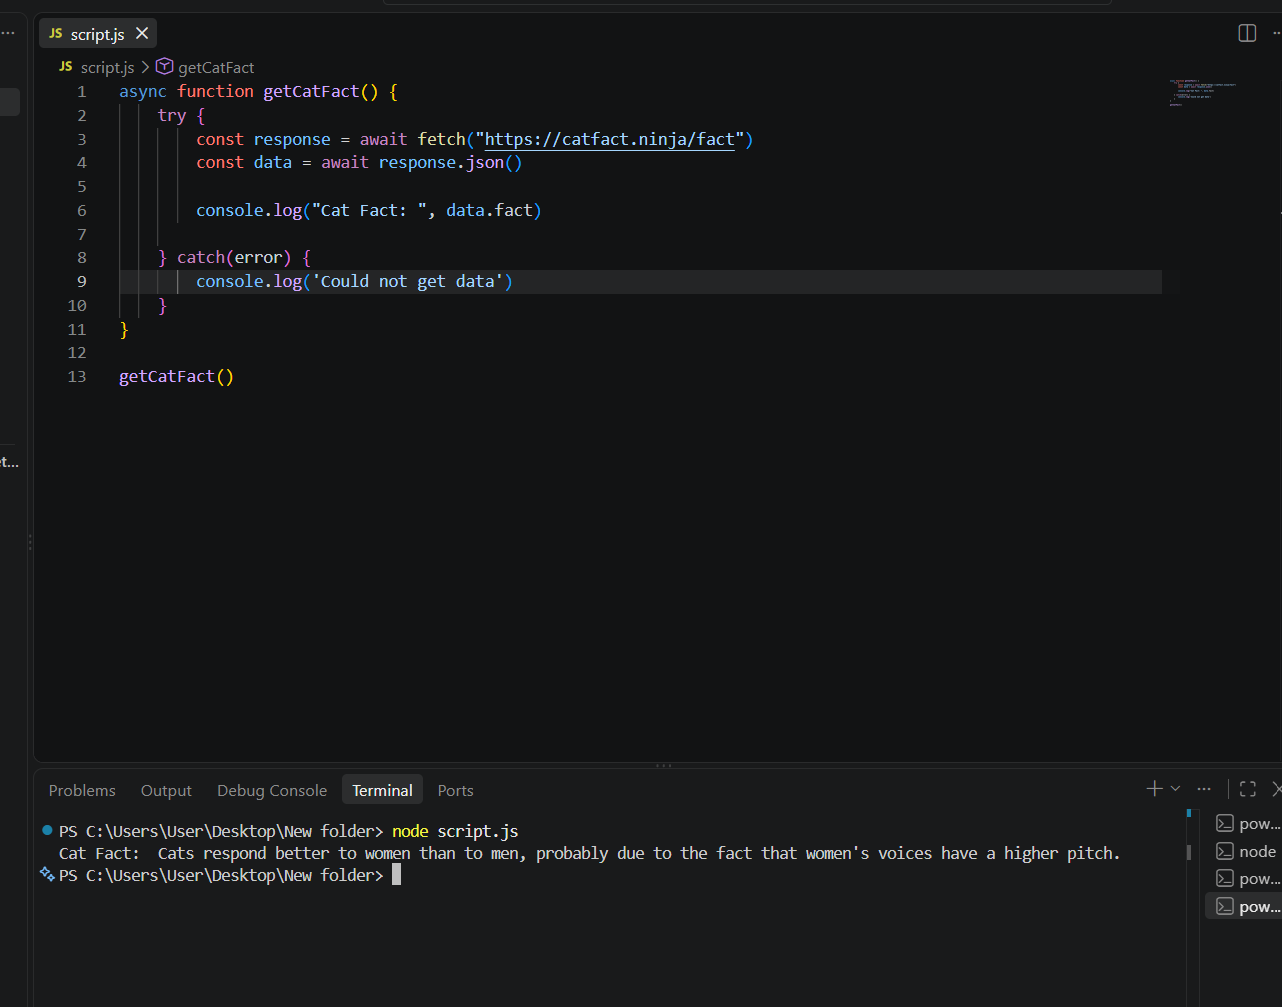 JS script.js
JS script.js > getCatFact
1 async function getCatFact() {
2     try {
3         const response = await fetch("https://catfact.ninja/fact")
4         const data = await response.json()
5
6         console.log("Cat Fact: ", data.fact)
7
8     } catch(error) {
9         console.log('Could not get data')
10     }
11 }
12
13 getCatFact()
et...
Problems Output Debug Console Terminal Ports
PS C:\Users\User\Desktop\New folder> node script.js
Cat Fact:  Cats respond better to women than to men, probably due to the fact that women's voices have a higher pitch.
PS C:\Users\User\Desktop\New folder>
pow...
node
pow...
pow...